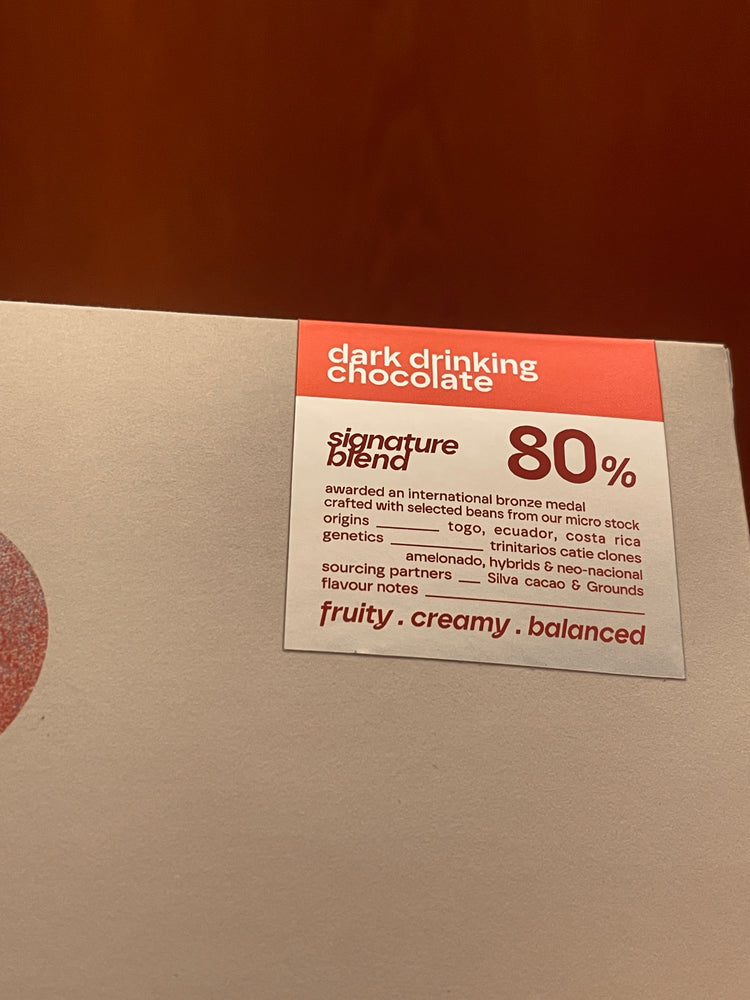 dark drinking
chocolate
signature
blend
80%
awarded an international bronze medal
crafted with selected beans from our micro stock
origins togo, ecuador, costa rica
genetics trinitarios catie clones
amelonado, hybrids & neo-nacional
sourcing partners Silva cacao & Grounds
flavour notes
fruity . creamy . balanced